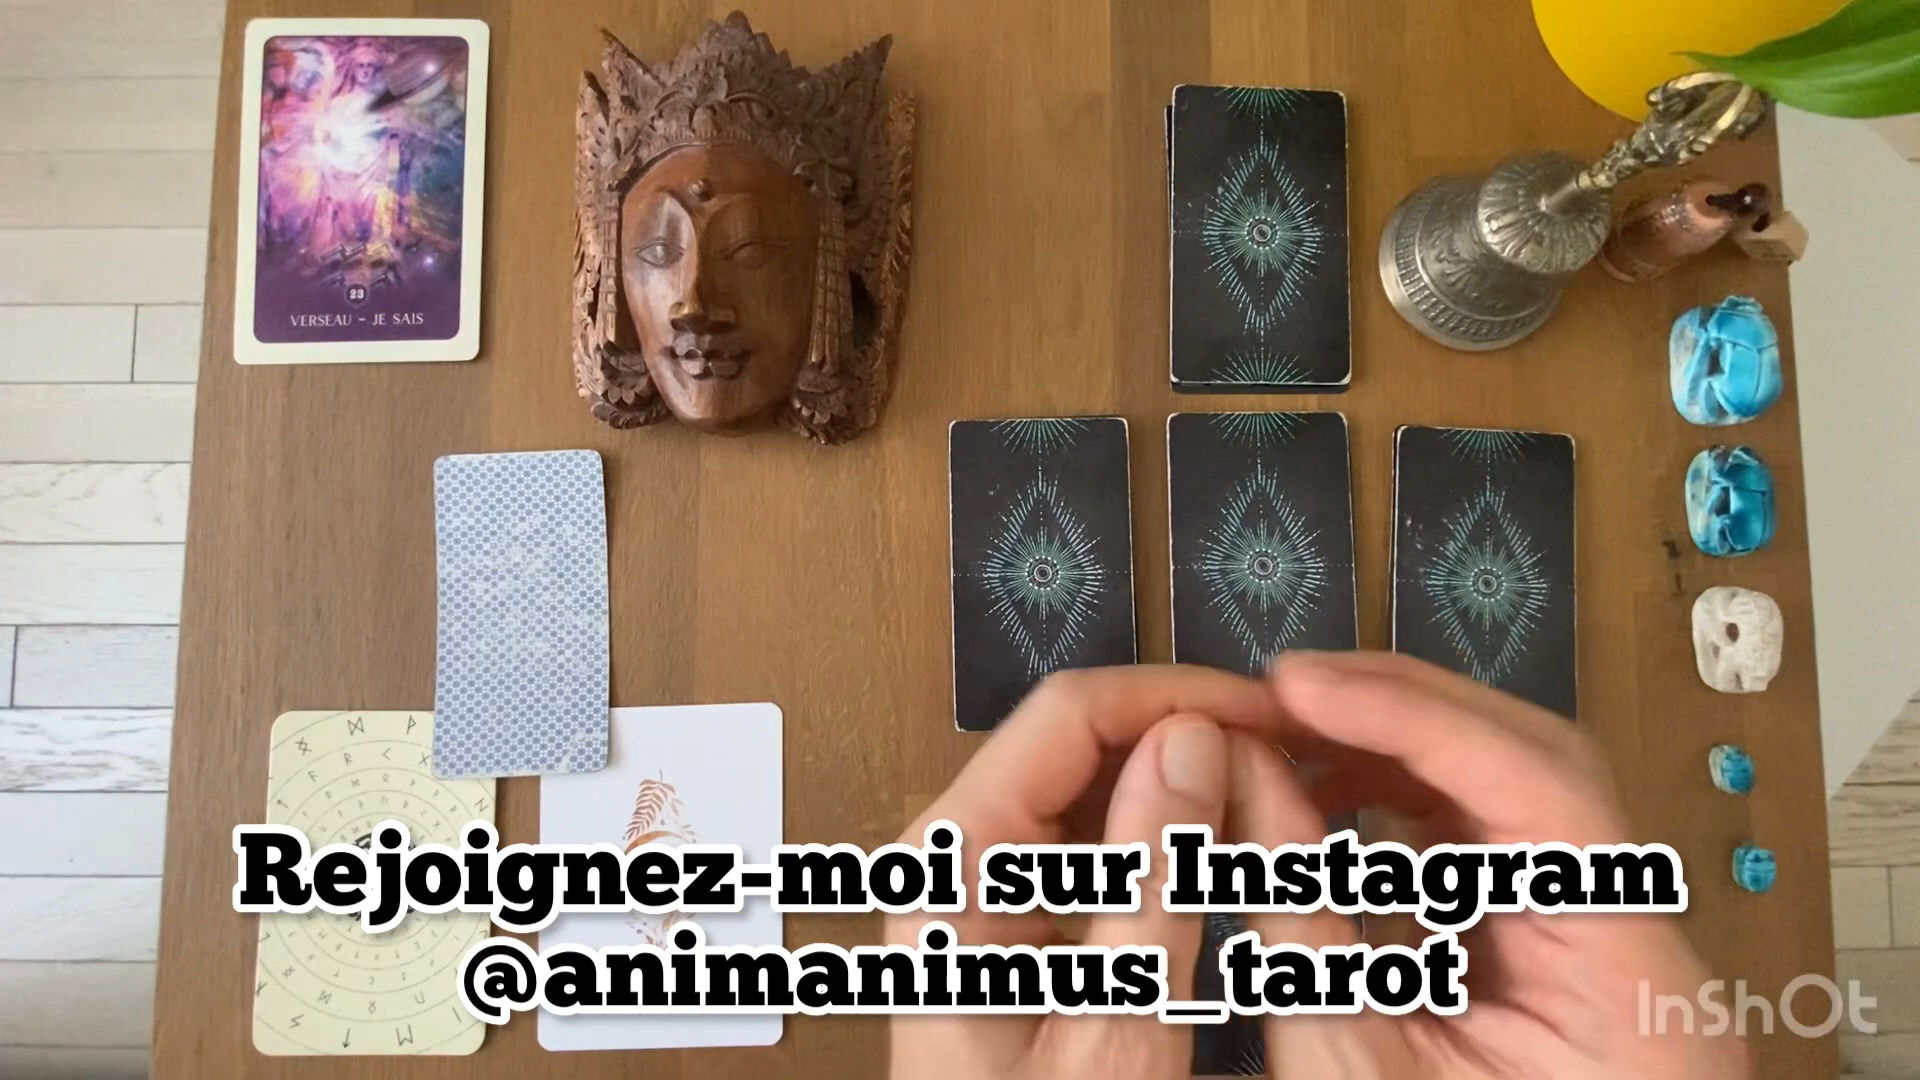 23
VERSEAU - JE SAIS
Rejoignez-moi sur Instagram
@animanimus_tarot
InShOt